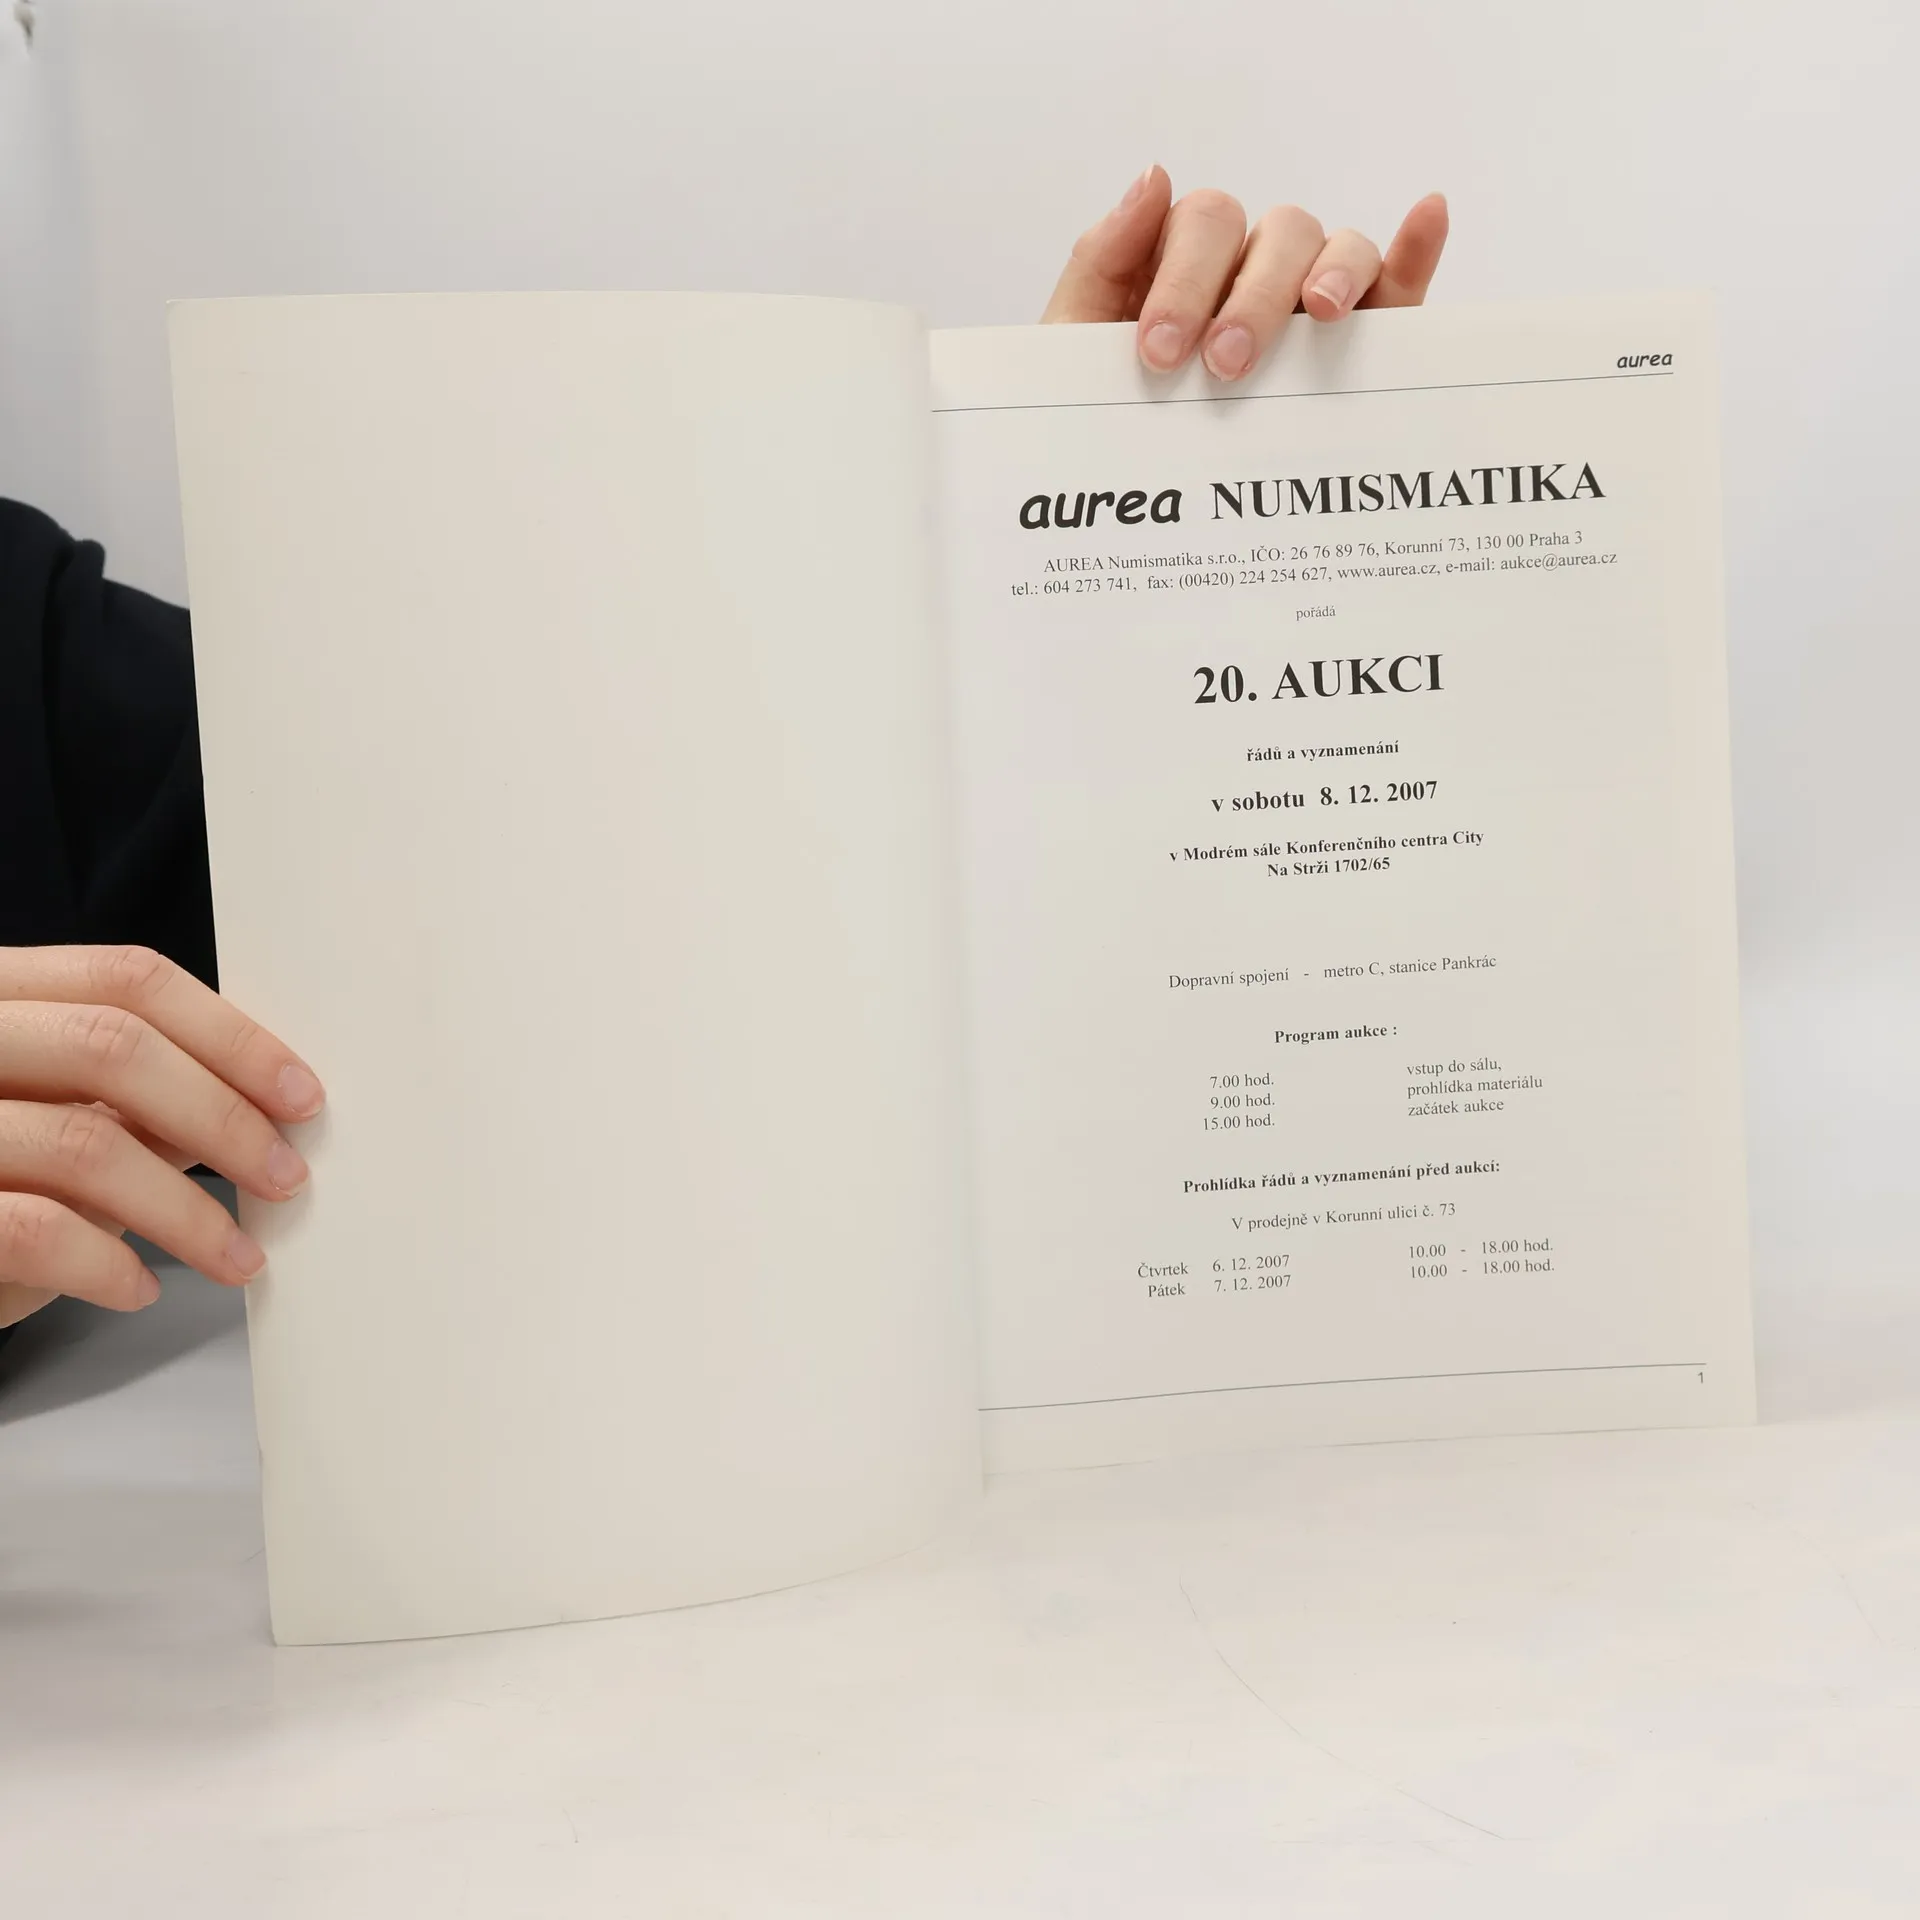 aurea
aurea NUMISMATIKA
AUREA Numismatika s.r.o., IČO: 26 76 89 76, Korunní 73, 130 00 Praha 3
tel.: 604 273 741, fax: (00420) 224 254 627, www.aurea.cz, e-mail: aukce@aurea.cz
pořádá
20. AUKCI
řádů a vyznamenání
v sobotu 8. 12. 2007
v Modrém sále Konferenčního centra City
Na Strži 1702/65
Dopravní spojení - metro C, stanice Pankrác
Program aukce :
7.00 hod. vstup do sálu,
9.00 hod. prohlídka materiálu
15.00 hod. začátek aukce
Prohlídka řádů a vyznamenání před aukcí:
V prodejně v Korunní ulici č. 73
Čtvrtek 6. 12. 2007 10.00 - 18.00 hod.
Pátek 7. 12. 2007 10.00 - 18.00 hod.
1